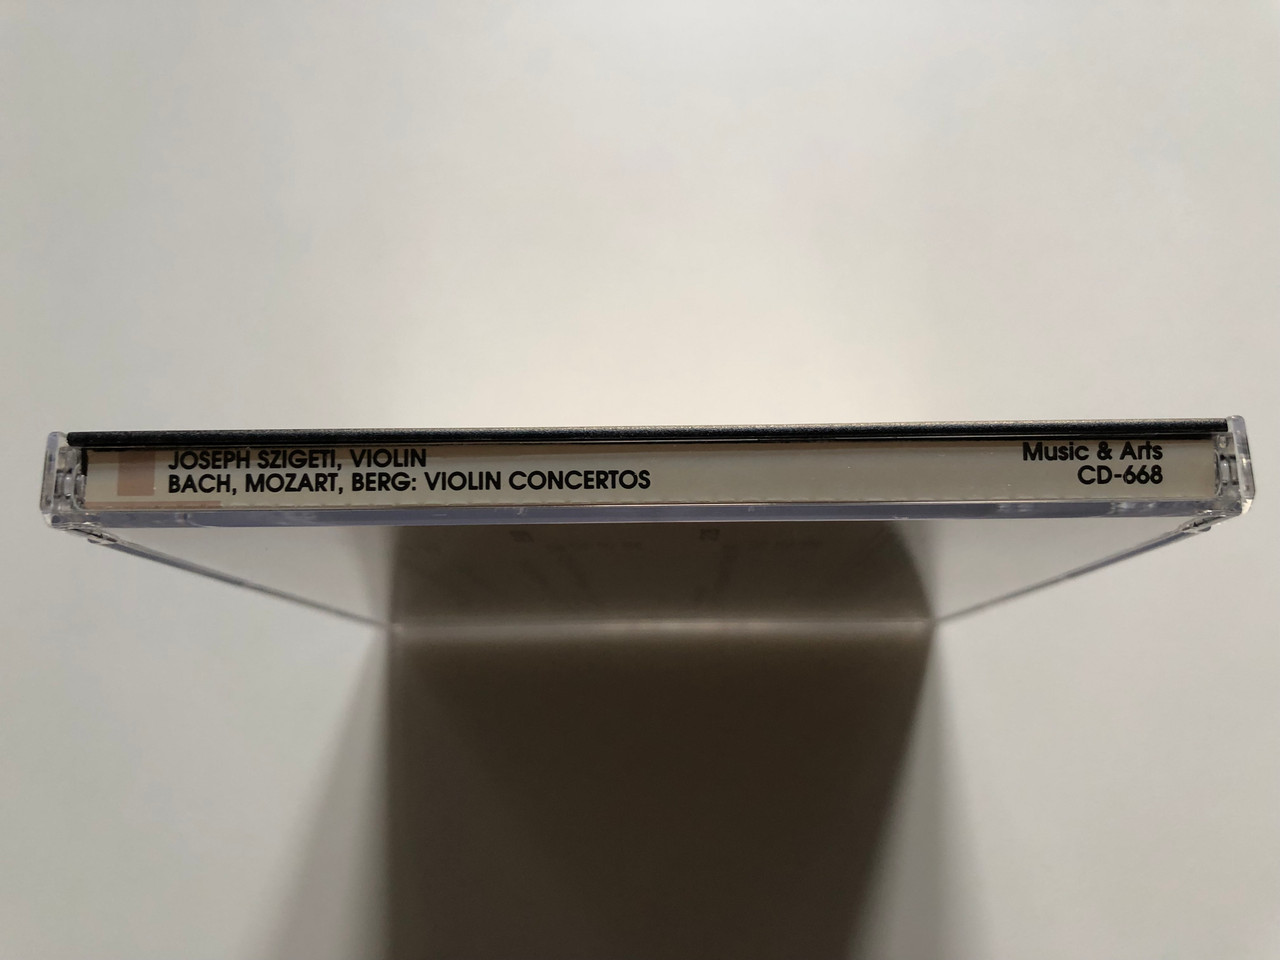 JOSEPH SZIGETI, VIOLIN
BACH, MOZART, BERG: VIOLIN CONCERTOS
Music & Arts
CD-668